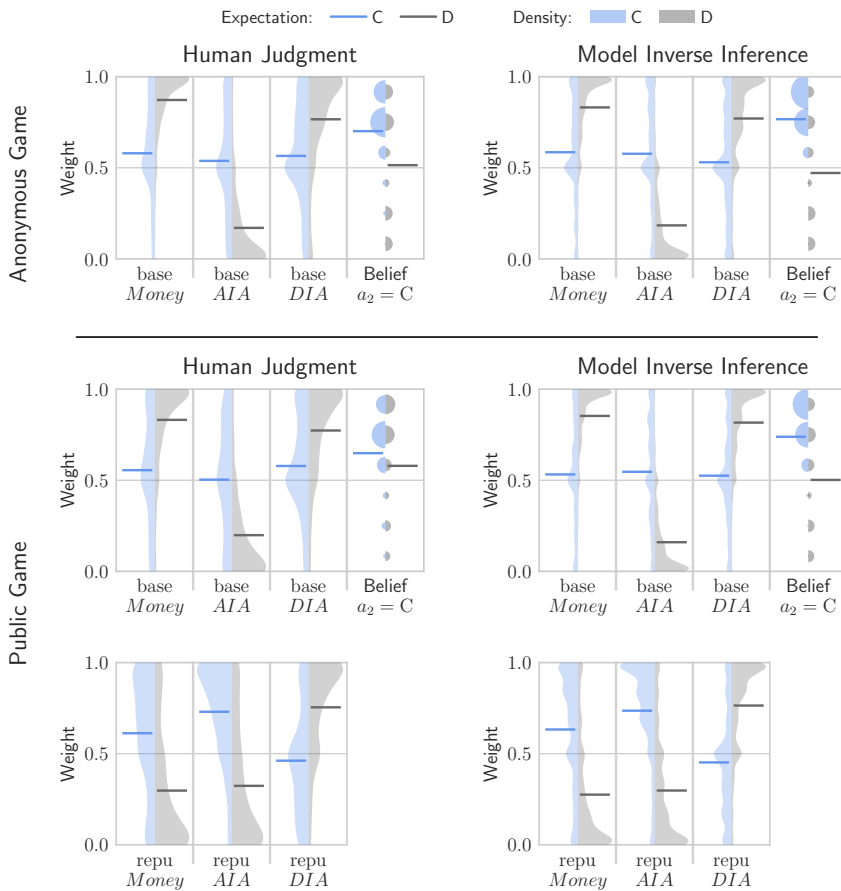 Expectation: C D Density: C D
Human Judgment Model Inverse Inference
Anonymous Game
Weight
1.0
0.5
0.0
base base base Belief
Money AIA DIA a₂ = C
Weight
1.0
0.5
0.0
base base base Belief
Money AIA DIA a₂ = C
Human Judgment Model Inverse Inference
Public Game
Weight
1.0
0.5
0.0
base base base Belief
Money AIA DIA a₂ = C
Weight
1.0
0.5
0.0
base base base Belief
Money AIA DIA a₂ = C
Weight
1.0
0.5
0.0
repu repu repu
Money AIA DIA
Weight
1.0
0.5
0.0
repu repu repu
Money AIA DIA